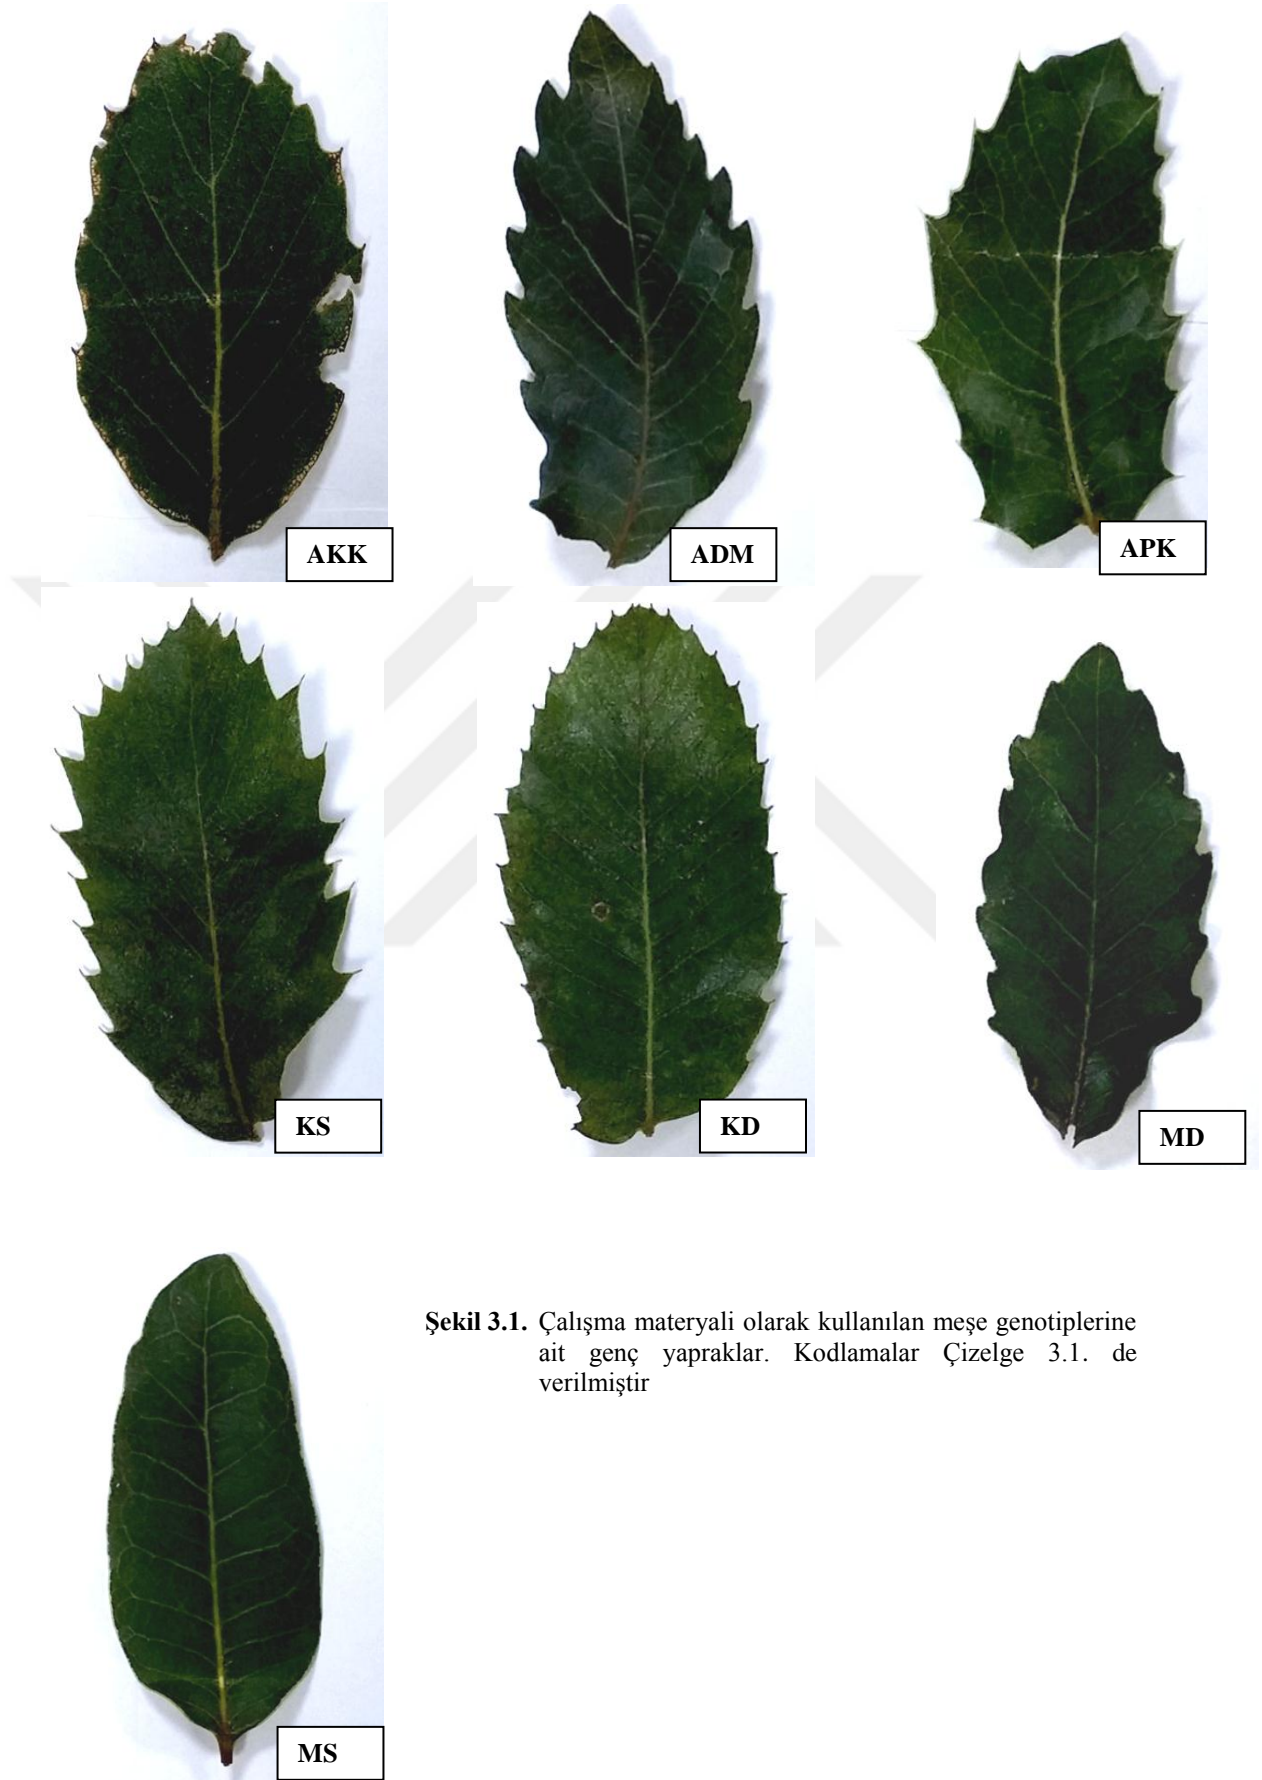 AKK
ADM
APK
KS
KD
MD
Şekil 3.1. Çalışma materyali olarak kullanılan meşe genotiplerine
ait genç yapraklar. Kodlamalar Çizelge 3.1. de
verilmiştir
MS